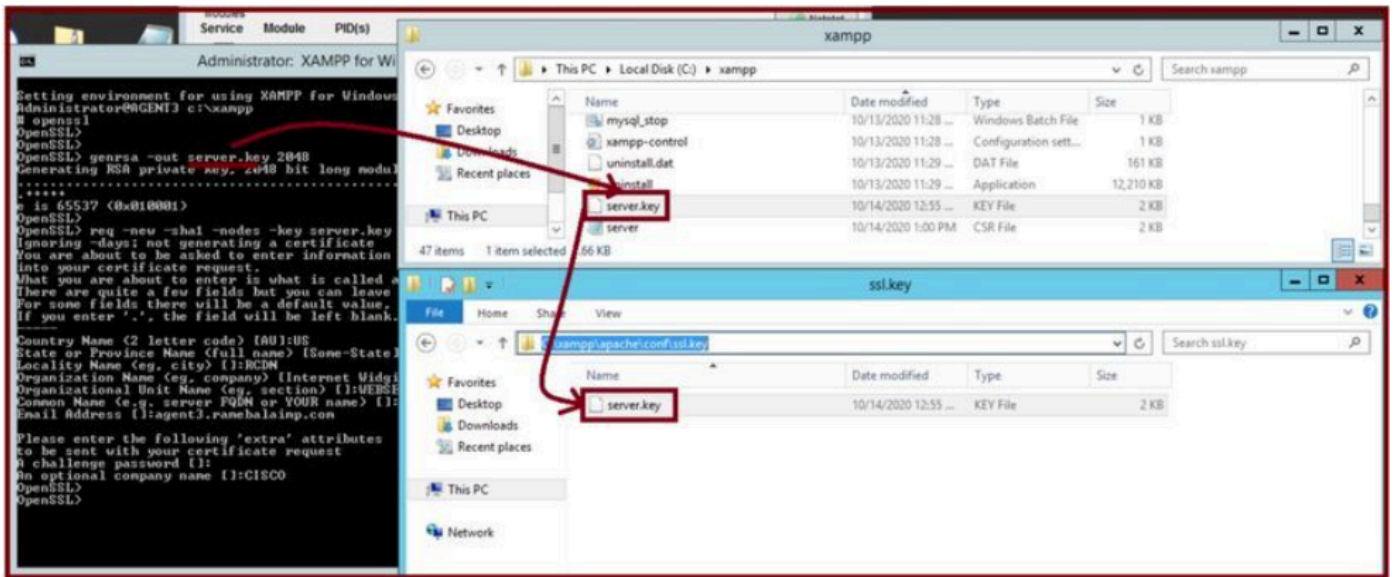 Modules
Service Module PID(s)
Administrator: XAMPP for Wi
Setting environment for using XAMPP for Windows
Administrator@AGENT3 c:\xampp
# openssl
OpenSSL>
OpenSSL>
OpenSSL> genrsa -out server.key 2048
Generating RSA private key, 2048 bit long modul
.+++++
e is 65537 (0x010001)
OpenSSL>
OpenSSL> req -new -sha1 -nodes -key server.key
Ignoring -days; not generating a certificate
You are about to be asked to enter information
into your certificate request.
What you are about to enter is what is called a
There are quite a few fields but you can leave
For some fields there will be a default value,
If you enter '.', the field will be left blank.
-----
Country Name (2 letter code) [AU]:US
State or Province Name (full name) [Some-State]
Locality Name (eg, city) []:RCDN
Organization Name (eg, company) [Internet Widgi
Organizational Unit Name (eg, section) []:WEBSE
Common Name (e.g. server FQDN or YOUR name) []:
Email Address []:agent3.ramebalaimp.com
Please enter the following 'extra' attributes
to be sent with your certificate request
A challenge password []:
An optional company name []:CISCO
OpenSSL>
OpenSSL>
xampp
This PC Local Disk (C:) xampp
Search xampp
Favorites
Desktop
Downloads
Recent places
This PC
Name Date modified Type Size
mysql_stop 10/13/2020 11:28 ... Windows Batch File 1 KB
xampp-control 10/13/2020 11:28 ... Configuration sett... 1 KB
uninstall.dat 10/13/2020 11:29 ... DAT File 161 KB
uninstall 10/13/2020 11:29 ... Application 12,210 KB
server.key 10/14/2020 12:55 ... KEY File 2 KB
server 10/14/2020 1:00 PM CSR File 2 KB
47 items 1 item selected .66 KB
ssl.key
File Home Share View
C:\xampp\apache\conf\ssl.key
Search ssl.key
Favorites
Desktop
Downloads
Recent places
This PC
Network
Name Date modified Type Size
server.key 10/14/2020 12:55 ... KEY File 2 KB